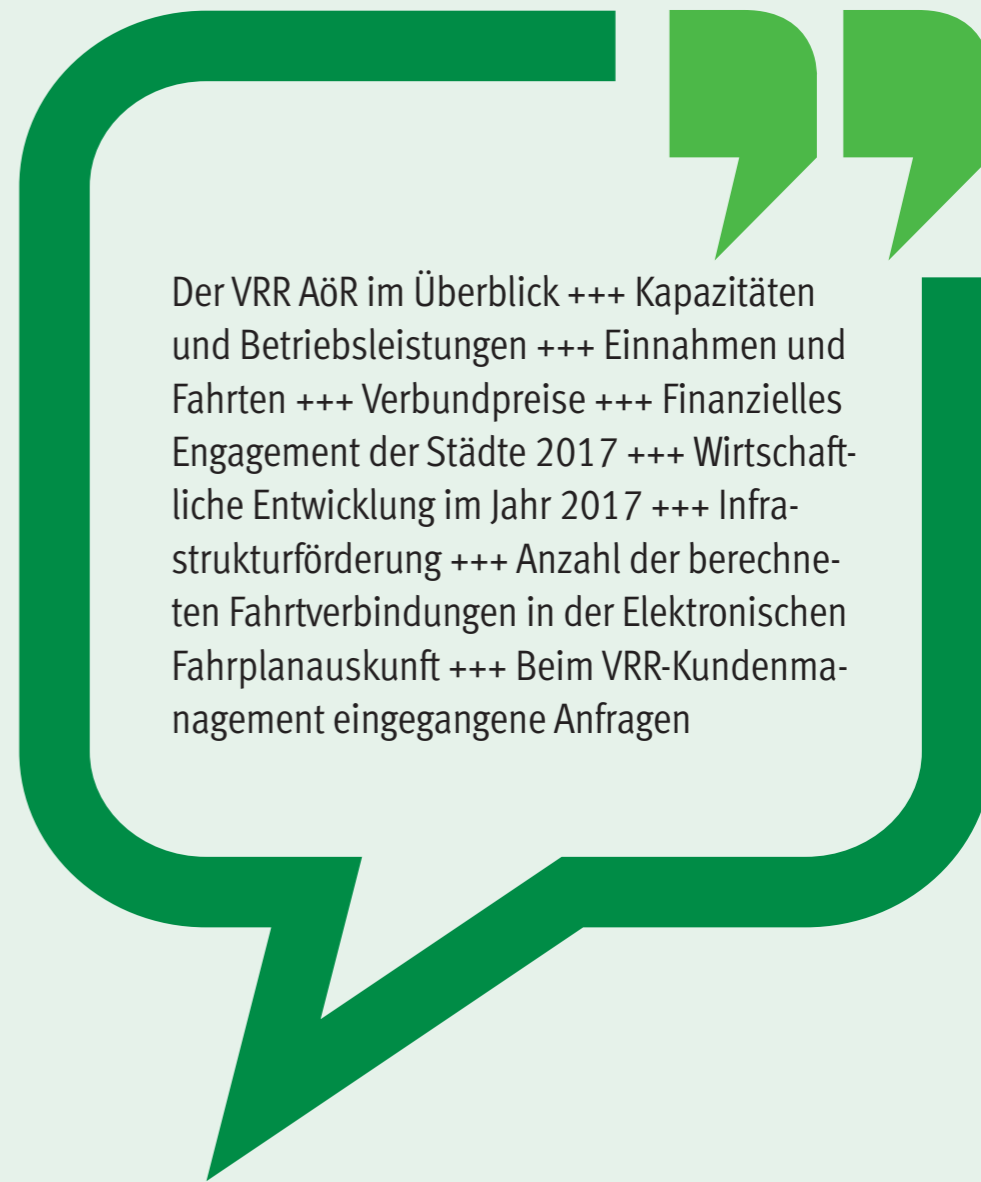 Der VRR AöR im Überblick +++ Kapazitäten
und Betriebsleistungen +++ Einnahmen und
Fahrten +++ Verbundpreise +++ Finanzielles
Engagement der Städte 2017 +++ Wirtschaft-
liche Entwicklung im Jahr 2017 +++ Infra-
strukturförderung +++ Anzahl der berechne-
ten Fahrtverbindungen in der Elektronischen
Fahrplanauskunft +++ Beim VRR-Kundenma-
nagement eingegangene Anfragen